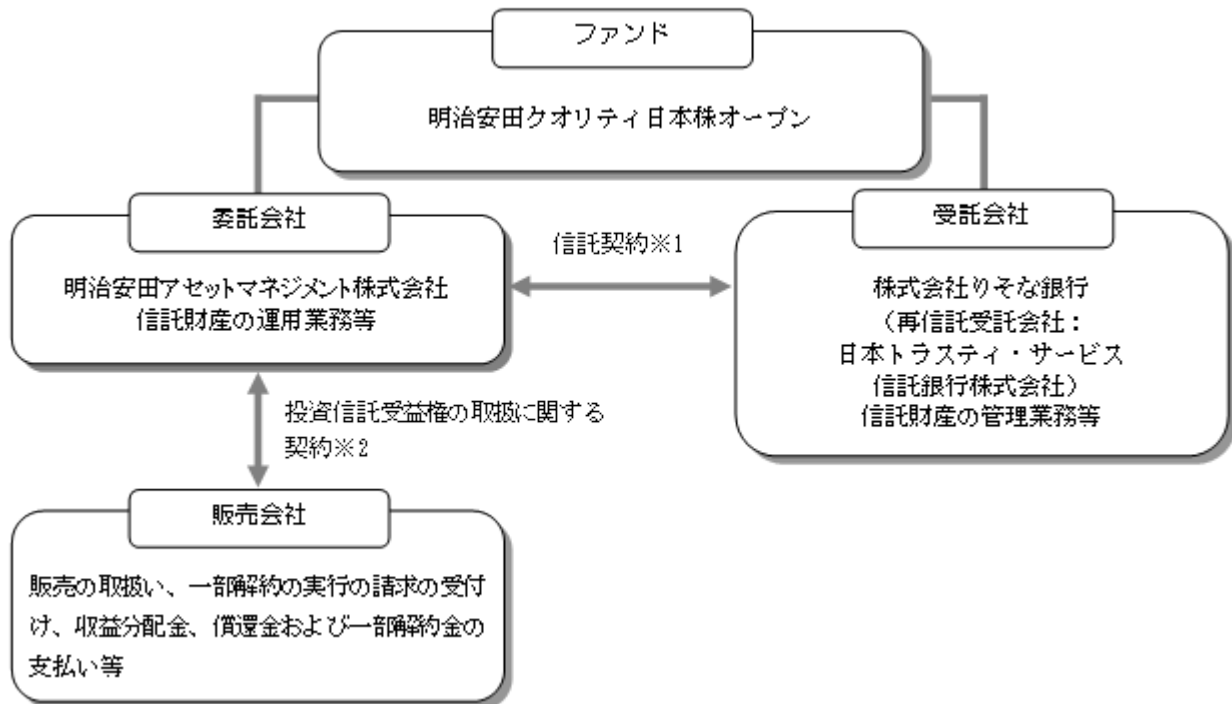 ファンド
明治安田クオリティ日本株オープン
委託会社
明治安田アセットマネジメント株式会社
信託財産の運用業務等
信託契約※1
受託会社
株式会社りそな銀行
(再信託受託会社:
日本トラスティ・サービス
信託銀行株式会社)
信託財産の管理業務等
投資信託受益権の取扱に関する
契約※2
販売会社
販売の取扱い、一部解約の実行の請求の受付
け、収益分配金、償還金および一部解約金の
支払い等